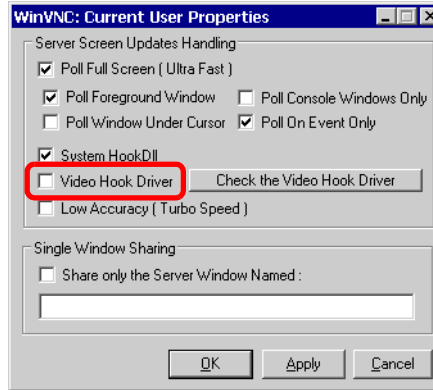 WinVNC: Current User Properties
Server Screen Updates Handling
Poll Full Screen ( Ultra Fast )
Poll Foreground Window Poll Console Windows Only
Poll Window Under Cursor Poll On Event Only
System HookDll
Video Hook Driver Check the Video Hook Driver
Low Accuracy ( Turbo Speed )
Single Window Sharing
Share only the Server Window Named :
OK Apply Cancel